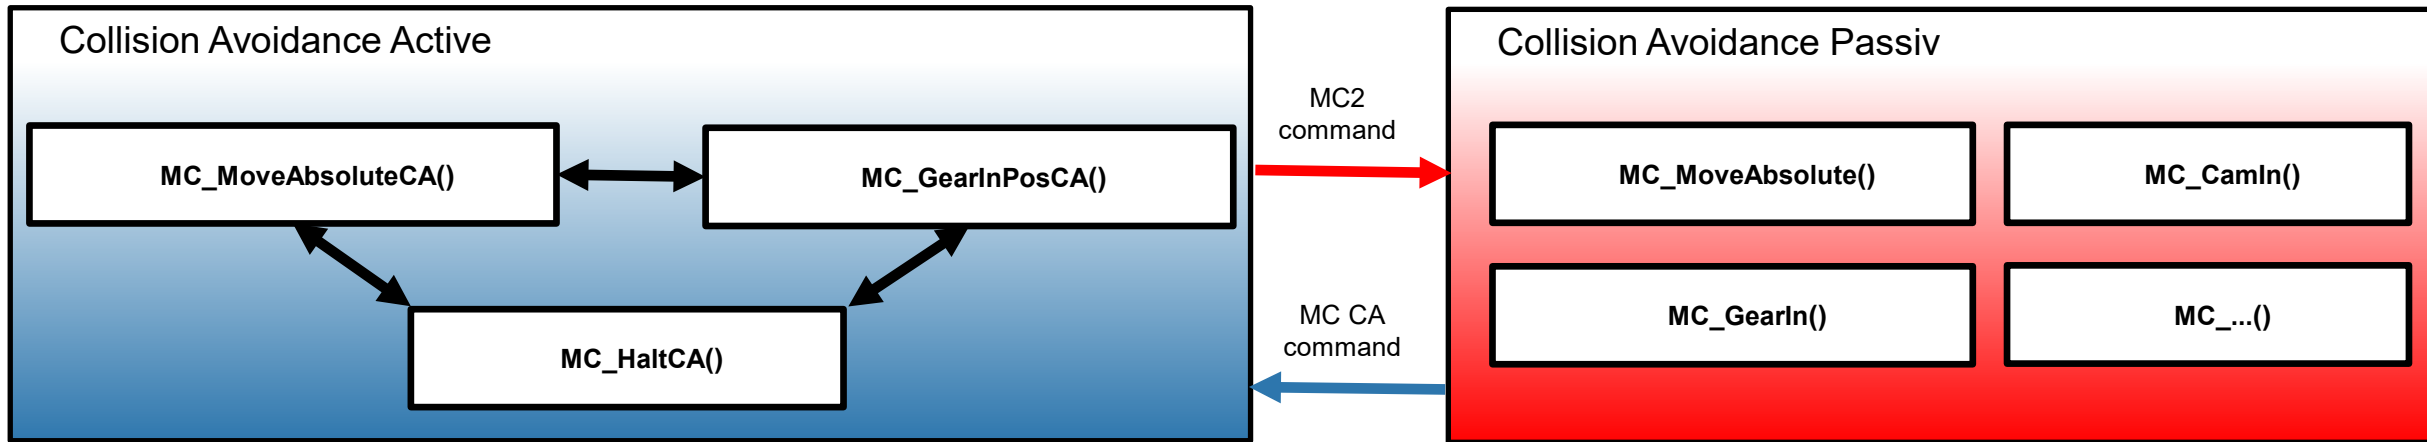 Collision Avoidance Active
MC_MoveAbsoluteCA()
MC_GearInPosCA()
MC_HaltCA()
MC2
command
MC CA
command
Collision Avoidance Passiv
MC_MoveAbsolute()
MC_CamIn()
MC_GearIn()
MC_...()